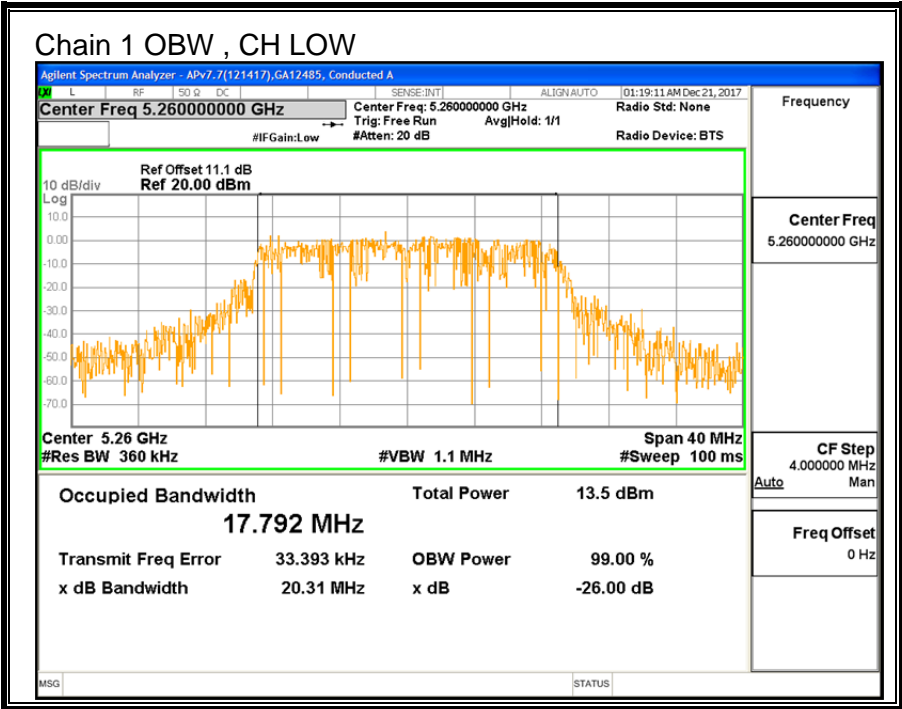 Chain 1 OBW , CH LOW
Agilent Spectrum Analyzer - APv7.7(121417),GA12485, Conducted A
LXI L RF 50 Ω DC SENSE:INT ALIGN AUTO 01:19:11 AM Dec 21, 2017
Center Freq 5.260000000 GHz
Center Freq: 5.260000000 GHz
Radio Std: None
Trig: Free Run Avg|Hold: 1/1
#IFGain:Low
#Atten: 20 dB
Radio Device: BTS
Ref Offset 11.1 dB
10 dB/div Ref 20.00 dBm
Log
10.0
0.00
-10.0
-20.0
-30.0
-40.0
-50.0
-60.0
-70.0
Center 5.26 GHz Span 40 MHz
#Res BW 360 kHz #VBW 1.1 MHz #Sweep 100 ms
Occupied Bandwidth Total Power 13.5 dBm
17.792 MHz
Transmit Freq Error 33.393 kHz OBW Power 99.00 %
x dB Bandwidth 20.31 MHz x dB -26.00 dB
MSG STATUS
Frequency
Center Freq
5.260000000 GHz
CF Step
4.000000 MHz
Auto Man
Freq Offset
0 Hz